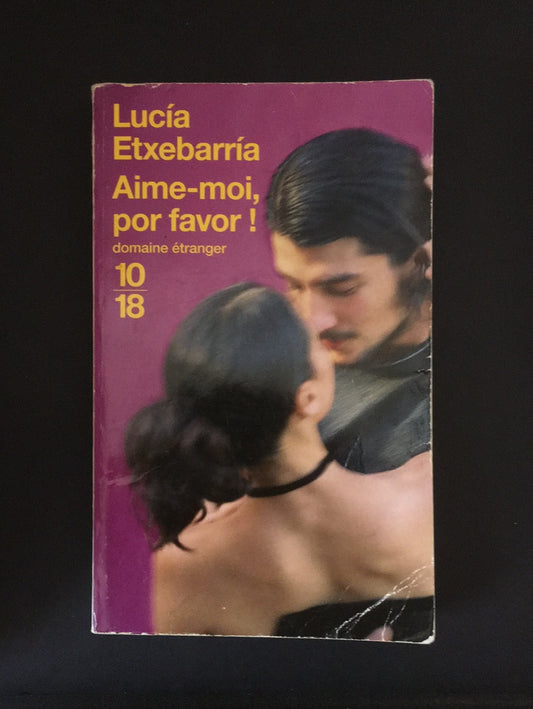 Lucía
Etxebarría
Aime-moi,
por favor !
domaine étranger
10
18